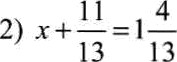 2) x + 11/13 = 1 4/13